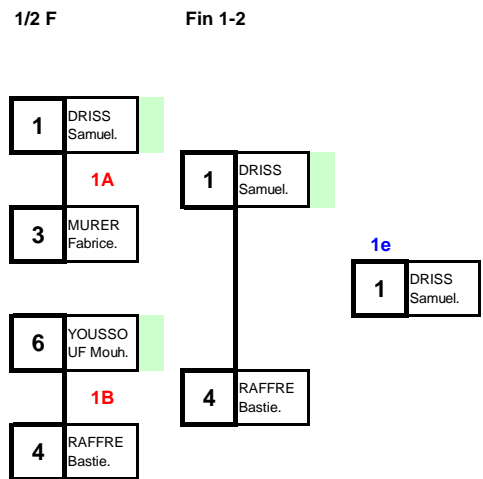 1/2 F
Fin 1-2
1
DRISS
Samuel.
1A
3
MURER
Fabrice.
6
YOUSSO
UF Mouh.
1B
4
RAFFRE
Bastie.
1
DRISS
Samuel.
4
RAFFRE
Bastie.
1e
1
DRISS
Samuel.